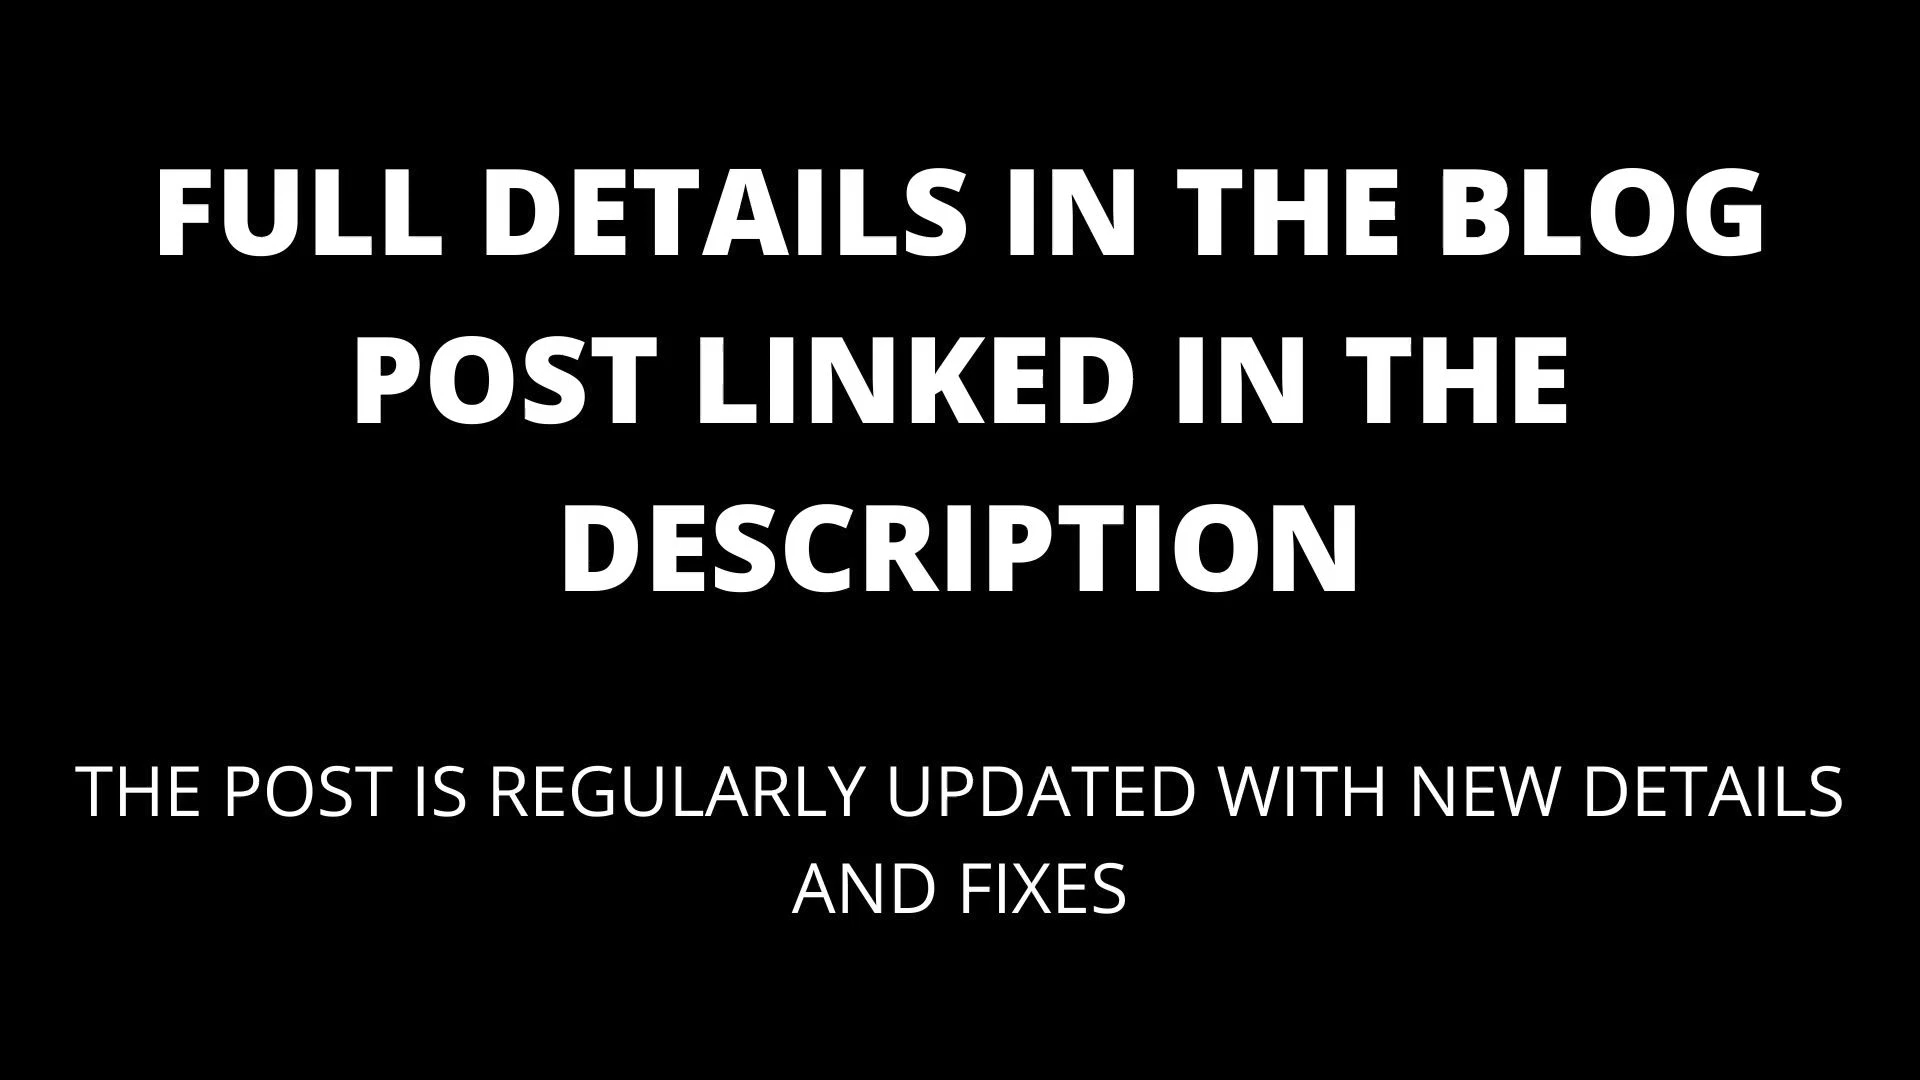 FULL DETAILS IN THE BLOG
POST LINKED IN THE
DESCRIPTION
THE POST IS REGULARLY UPDATED WITH NEW DETAILS
AND FIXES